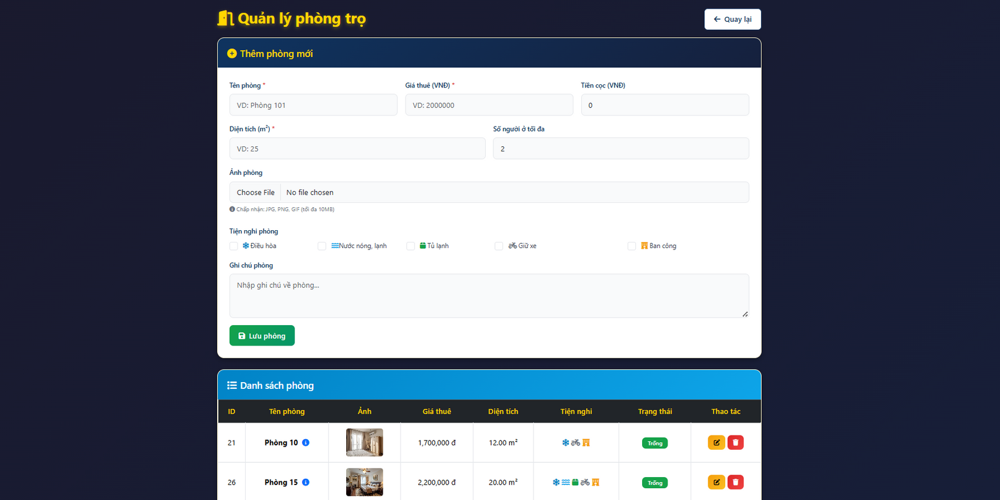 Quản lý phòng trọ
Quay lại
Thêm phòng mới
Tên phòng *
Giá thuê (VNĐ) *
Tiền cọc (VNĐ)
VD: Phòng 101
VD: 2000000
0
Diện tích (m²) *
Số người ở tối đa
VD: 25
2
Ảnh phòng
Choose File No file chosen
Chấp nhận: JPG, PNG, GIF (tối đa 10MB)
Tiện nghi phòng
Điều hòa
Nước nóng, lạnh
Tủ lạnh
Giữ xe
Ban công
Ghi chú phòng
Nhập ghi chú về phòng...
Lưu phòng
Danh sách phòng
ID Tên phòng Ảnh Giá thuê Diện tích Tiện nghi Trạng thái Thao tác
21 Phòng 10 1,700,000 đ 12.00 m² Trống
26 Phòng 15 2,200,000 đ 20.00 m² Trống